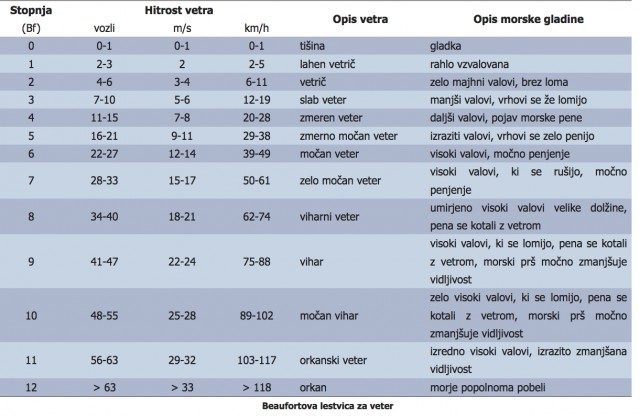 Stopnja Hitrost vetra Opis vetra Opis morske gladine
(Bf) vozli m/s km/h
0 0-1 0-1 0-1 tišina gladka
1 2-3 2 2-5 lahen vetrič rahlo vzvalovana
2 4-6 3-4 6-11 vetrič zelo majhni valovi, brez loma
3 7-10 5-6 12-19 slab veter manjši valovi, vrhovi se že lomijo
4 11-15 7-8 20-28 zmeren veter daljši valovi, pojav morske pene
5 16-21 9-11 29-38 zmerno močan veter izraziti valovi, vrhovi se zelo penijo
6 22-27 12-14 39-49 močan veter visoki valovi, močno penjenje
7 28-33 15-17 50-61 zelo močan veter visoki valovi, ki se rušijo, močno
penjenje
8 34-40 18-21 62-74 viharni veter umirjeno visoki valovi velike dolžine,
pena se kotali z vetrom
9 41-47 22-24 75-88 vihar visoki valovi, ki se lomijo, pena se kotali
z vetrom, morski prš močno zmanjšuje
vidljivost
10 48-55 25-28 89-102 močan vihar zelo visoki valovi, ki se lomijo, pena se
kotali z vetrom, morski prš močno
zmanjšuje vidljivost
11 56-63 29-32 103-117 orkanski veter izredno visoki valovi, izrazito zmanjšana
vidljivost
12 > 63 > 33 > 118 orkan morje popolnoma pobeli
Beaufortova lestvica za veter